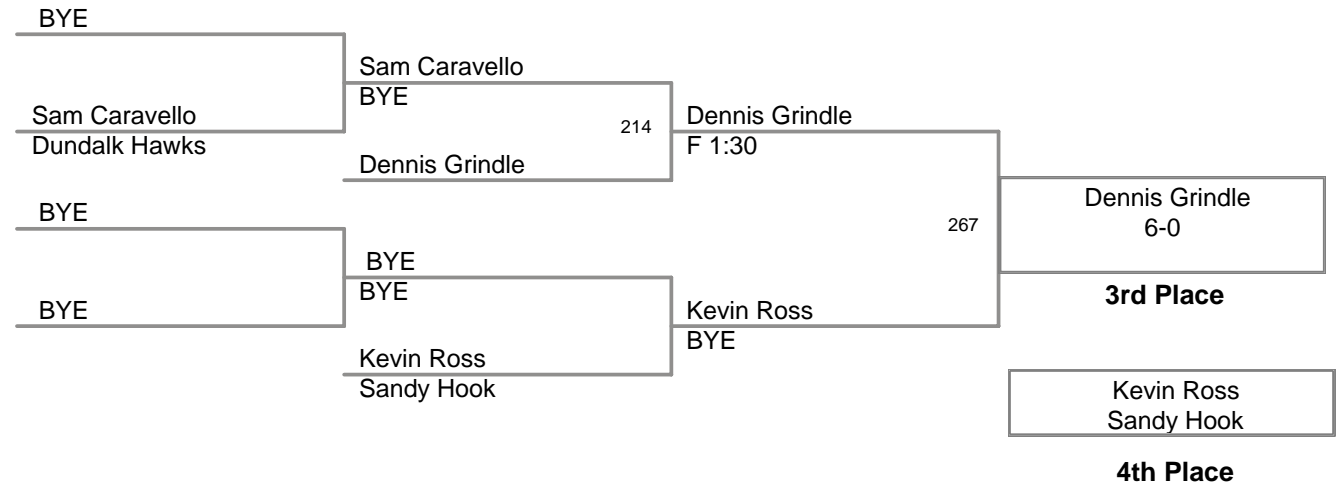 BYE
Sam Caravello
BYE
Sam Caravello
Dundalk Hawks
214
Dennis Grindle
F 1:30
Dennis Grindle
BYE
267
Dennis Grindle
6-0
BYE
BYE
3rd Place
BYE
Kevin Ross
BYE
Kevin Ross
Sandy Hook
Kevin Ross
Sandy Hook
4th Place